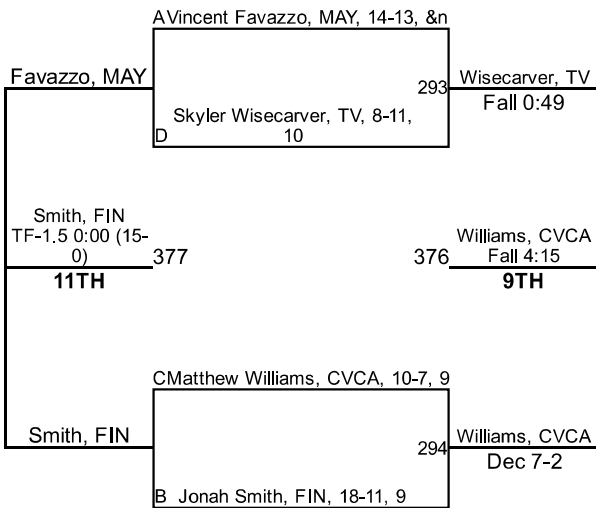 AVincent Favazzo, MAY, 14-13, &n
Favazzo, MAY
293
Wisecarver, TV
Fall 0:49
Skyler Wisecarver, TV, 8-11,
D
10
Smith, FIN
TF-1.5 0:00 (15-
0)
377
11TH
376
Williams, CVCA
Fall 4:15
9TH
CMatthew Williams, CVCA, 10-7, 9
Smith, FIN
294
Williams, CVCA
Dec 7-2
B Jonah Smith, FIN, 18-11, 9